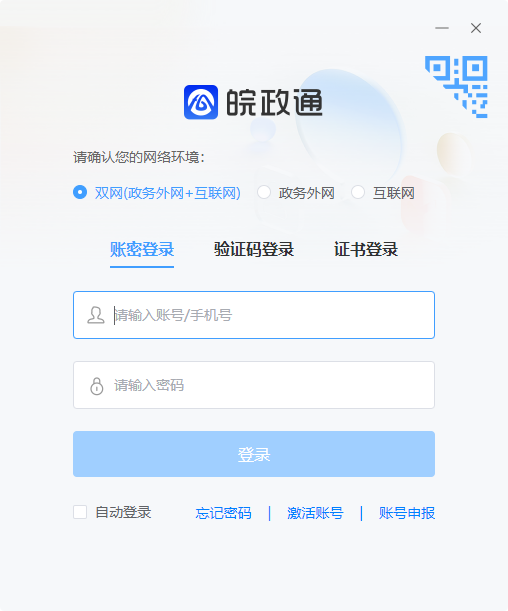 皖政通
请确认您的网络环境：
双网(政务外网+互联网) 政务外网 互联网
账密登录 验证码登录 证书登录
请输入账号/手机号
请输入密码
登录
自动登录 忘记密码 | 激活账号 | 账号申报